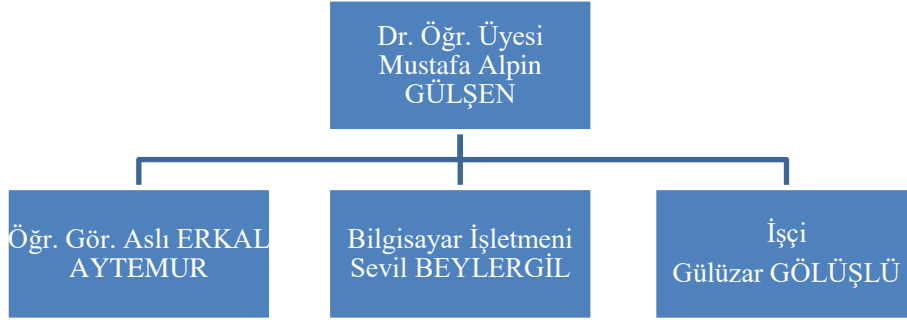 Dr. Öğr. Üyesi
Mustafa Alpin
GÜLŞEN
Öğr. Gör. Aslı ERKAL
AYTEMUR
Bilgisayar İşletmeni
Sevil BEYLERGİL
İşçi
Gülüzar GÖLÜŞLÜ